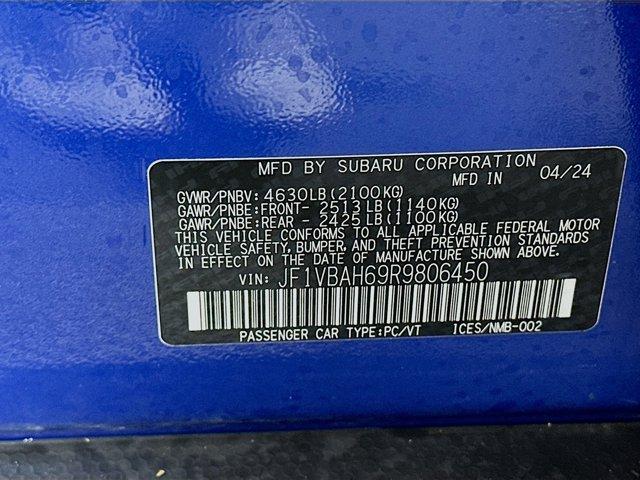 MFD BY SUBARU CORPORATION
MFD IN 04/24
GVWR/PNBV: 4630LB(2100KG)
GAWR/PNBE:FRONT- 2513LB(1140KG)
GAWR/PNBE:REAR - 2425LB(1100KG)
THIS VEHICLE CONFORMS TO ALL APPLICABLE FEDERAL MOTOR
VEHICLE SAFETY, BUMPER, AND THEFT PREVENTION STANDARDS
IN EFFECT ON THE DATE OF MANUFACTURE SHOWN ABOVE.
VIN: JF1VBAH69R9806450
PASSENGER CAR TYPE:PC/VT ICES/NMB-002